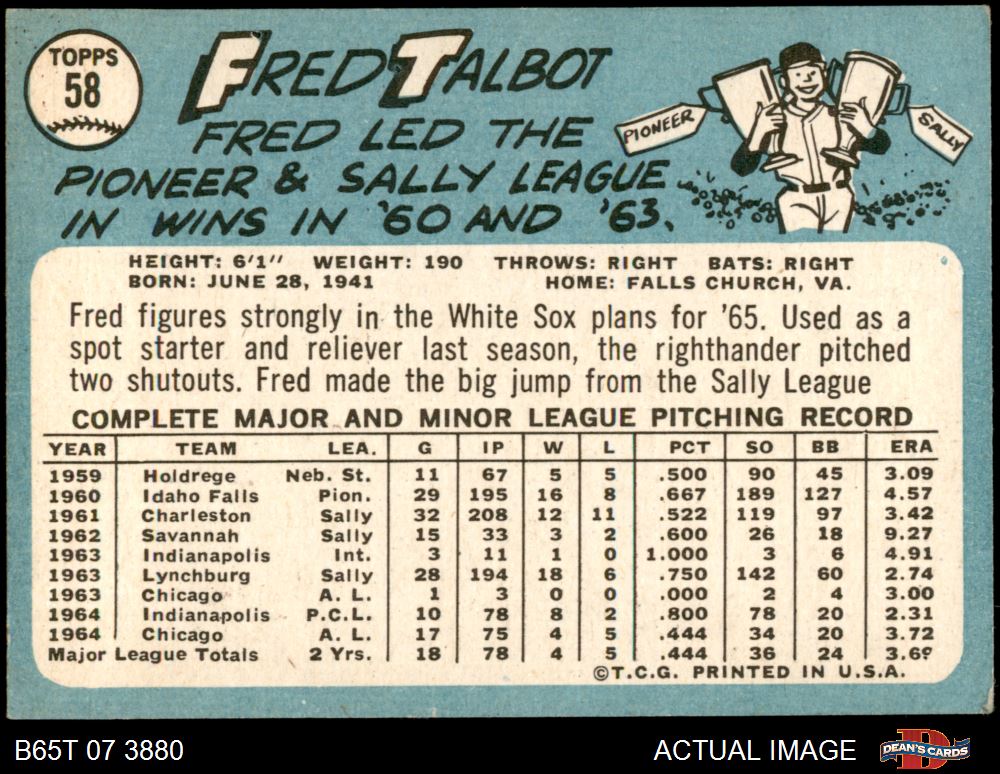 TOPPS
58
FRED TALBOT
FRED LED THE
PIONEER & SALLY LEAGUE
IN WINS IN '60 AND '63.
PIONEER
SALLY
HEIGHT: 6'1" WEIGHT: 190 THROWS: RIGHT BATS: RIGHT
BORN: JUNE 28, 1941 HOME: FALLS CHURCH, VA.
Fred figures strongly in the White Sox plans for '65. Used as a
spot starter and reliever last season, the righthander pitched
two shutouts. Fred made the big jump from the Sally League
COMPLETE MAJOR AND MINOR LEAGUE PITCHING RECORD
YEAR TEAM LEA. G IP W L PCT SO BB ERA
1959 Holdrege Neb. St. 11 67 5 5 .500 90 45 3.09
1960 Idaho Falls Pion. 29 195 16 8 .667 189 127 4.57
1961 Charleston Sally 32 208 12 11 .522 119 97 3.42
1962 Savannah Sally 15 33 3 2 .600 26 18 9.27
1963 Indianapolis Int. 3 11 1 0 1.000 3 6 4.91
1963 Lynchburg Sally 28 194 18 6 .750 142 60 2.74
1963 Chicago A. L. 1 3 0 0 .000 2 4 3.00
1964 Indianapolis P.C.L. 10 78 8 2 .800 78 20 2.31
1964 Chicago A. L. 17 75 4 5 .444 34 20 3.72
Major League Totals 2 Yrs. 18 78 4 5 .444 36 24 3.69
©T.C.G. PRINTED IN U.S.A.
B65T 07 3880 ACTUAL IMAGE DEAN'S CARDS